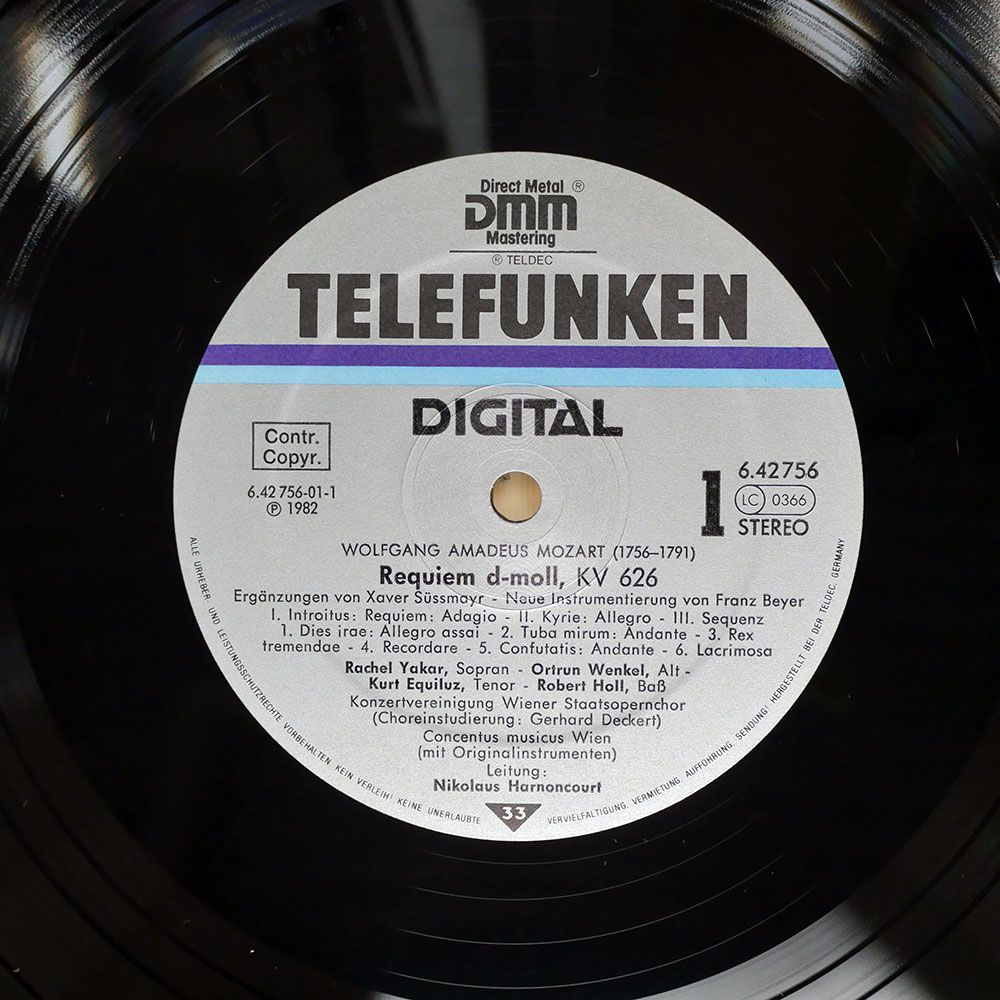 Direct Metal ®
DMM
Mastering
® TELDEC
TELEFUNKEN
DIGITAL
Contr.
Copyr.
6.42 756-01-1
℗ 1982
1
6.42756
LC 0366
STEREO
WOLFGANG AMADEUS MOZART (1756–1791)
Requiem d-moll, KV 626
Ergänzungen von Xaver Süssmayr - Neue Instrumentierung von Franz Beyer
I. Introitus: Requiem: Adagio - II. Kyrie: Allegro - III. Sequenz
1. Dies irae: Allegro assai - 2. Tuba mirum: Andante - 3. Rex
tremendae - 4. Recordare - 5. Confutatis: Andante - 6. Lacrimosa
Rachel Yakar, Sopran - Ortrun Wenkel, Alt -
Kurt Equiluz, Tenor - Robert Holl, Baß
Konzertvereinigung Wiener Staatsopernchor
(Choreinstudierung: Gerhard Deckert)
Concentus musicus Wien
(mit Originalinstrumenten)
Leitung:
Nikolaus Harnoncourt
33
ALLE URHEBER- UND LEISTUNGSSCHUTZRECHTE VORBEHALTEN KEIN VERLEIH! KEINE UNERLAUBTE VERVIELFÄLTIGUNG, VERMIETUNG, AUFFÜHRUNG, SENDUNG! HERGESTELLT BEI DER TELDEC, GERMANY